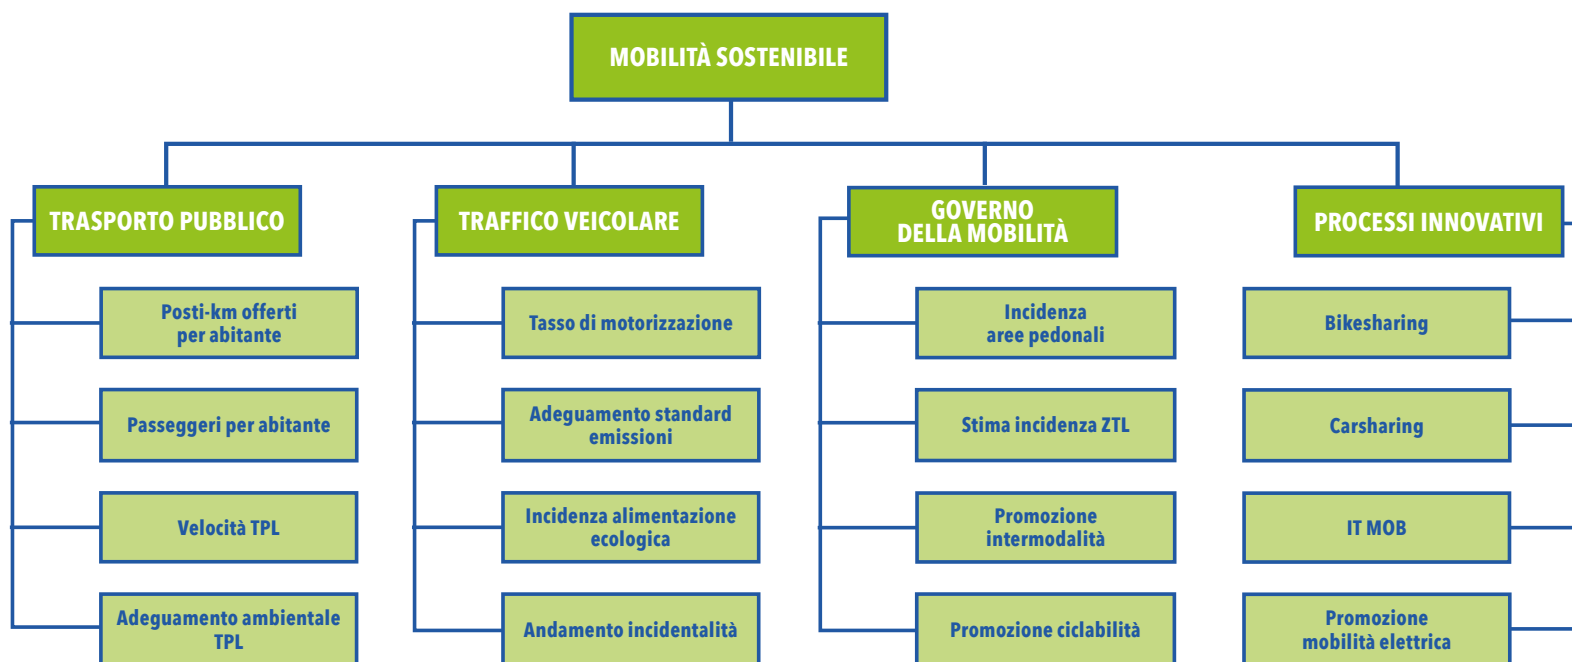 MOBILITÀ SOSTENIBILE
TRASPORTO PUBBLICO
Posti-km offerti
per abitante
Passeggeri per abitante
Velocità TPL
Adeguamento ambientale
TPL
TRAFFICO VEICOLARE
Tasso di motorizzazione
Adeguamento standard
emissioni
Incidenza alimentazione
ecologica
Andamento incidentalità
GOVERNO
DELLA MOBILITÀ
Incidenza
aree pedonali
Stima incidenza ZTL
Promozione
intermodalità
Promozione ciclabilità
PROCESSI INNOVATIVI
Bikesharing
Carsharing
IT MOB
Promozione
mobilità elettrica